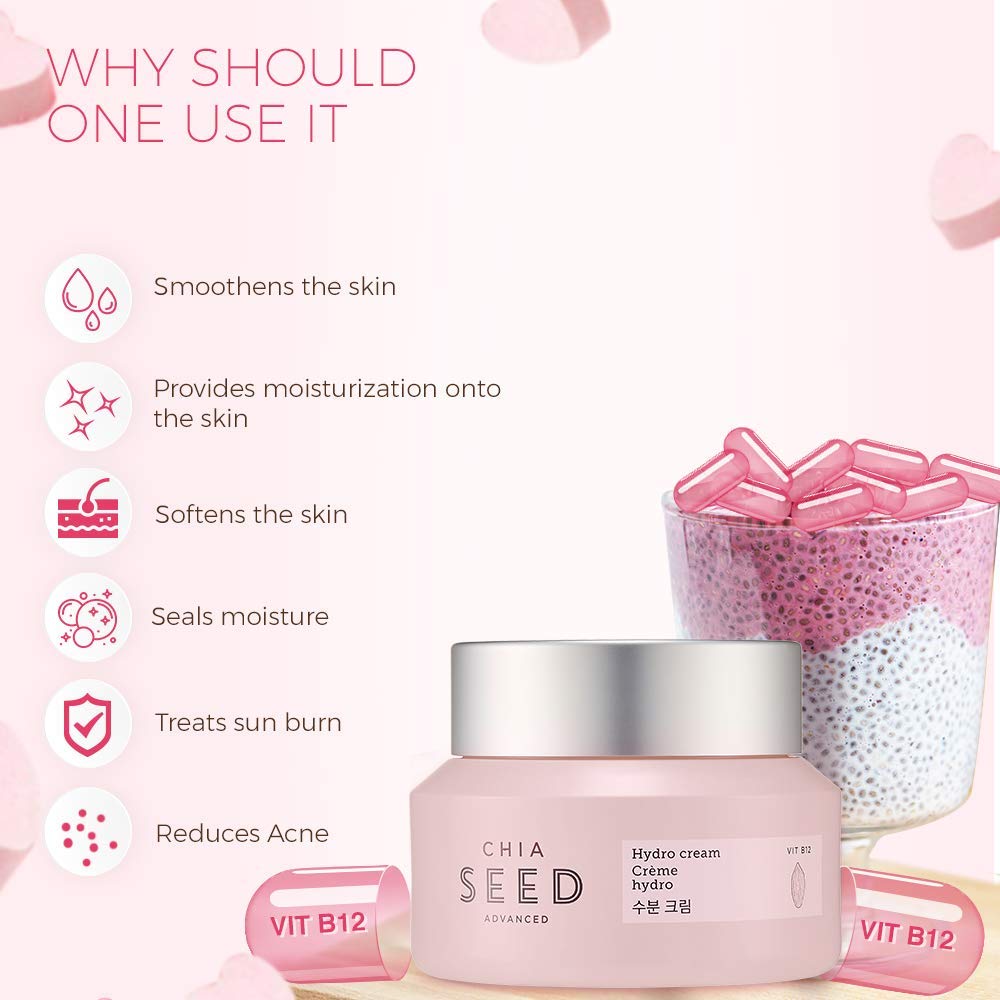 WHY SHOULD
ONE USE IT
Smoothens the skin
Provides moisturization onto
the skin
Softens the skin
Seals moisture
Treats sun burn
Reduces Acne
CHIA
SEED
ADVANCED
Hydro cream
Crème
hydro
수분 크림
VIT B12
VIT B12
VIT B12